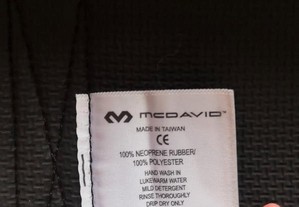 McDAVID™
MADE IN TAIWAN
CE
100% NEOPRENE RUBBER/
100% POLYESTER
HAND WASH IN
LUKEWARM WATER
MILD DETERGENT
RINSE THOROUGHLY
DRIP DRY ONLY